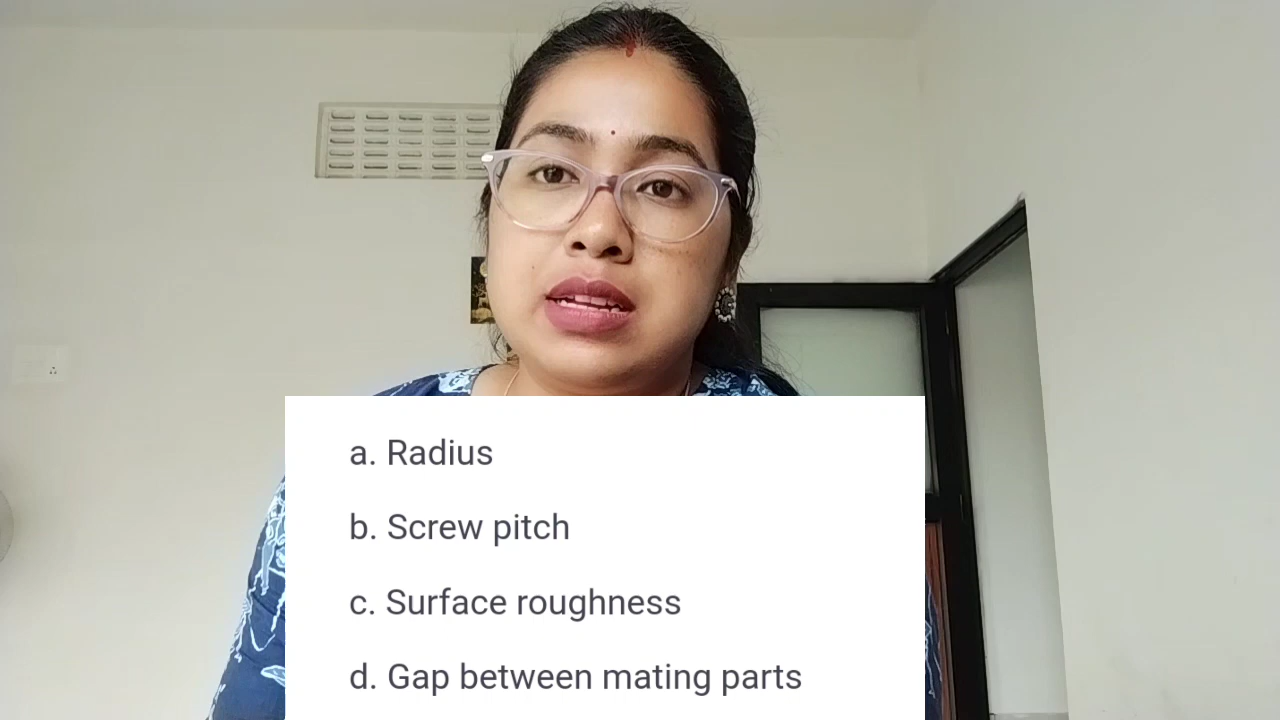 a. Radius
b. Screw pitch
c. Surface roughness
d. Gap between mating parts